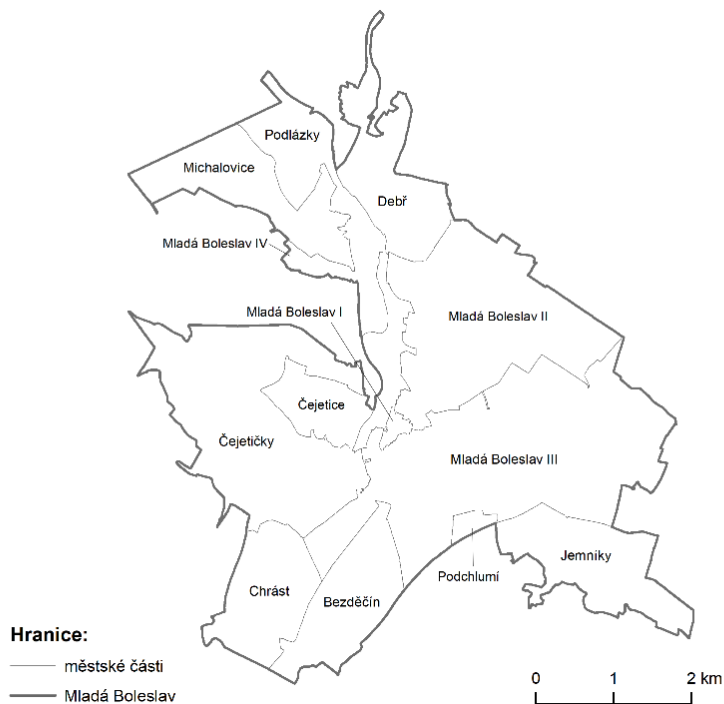 Podlázky
Michalovice
Debř
Mladá Boleslav IV
Mladá Boleslav I
Mladá Boleslav II
Čejetice
Čejetičky
Mladá Boleslav III
Jemníky
Podchlumí
Chrást
Bezděčín
Hranice:
městské části
Mladá Boleslav
0 1 2 km